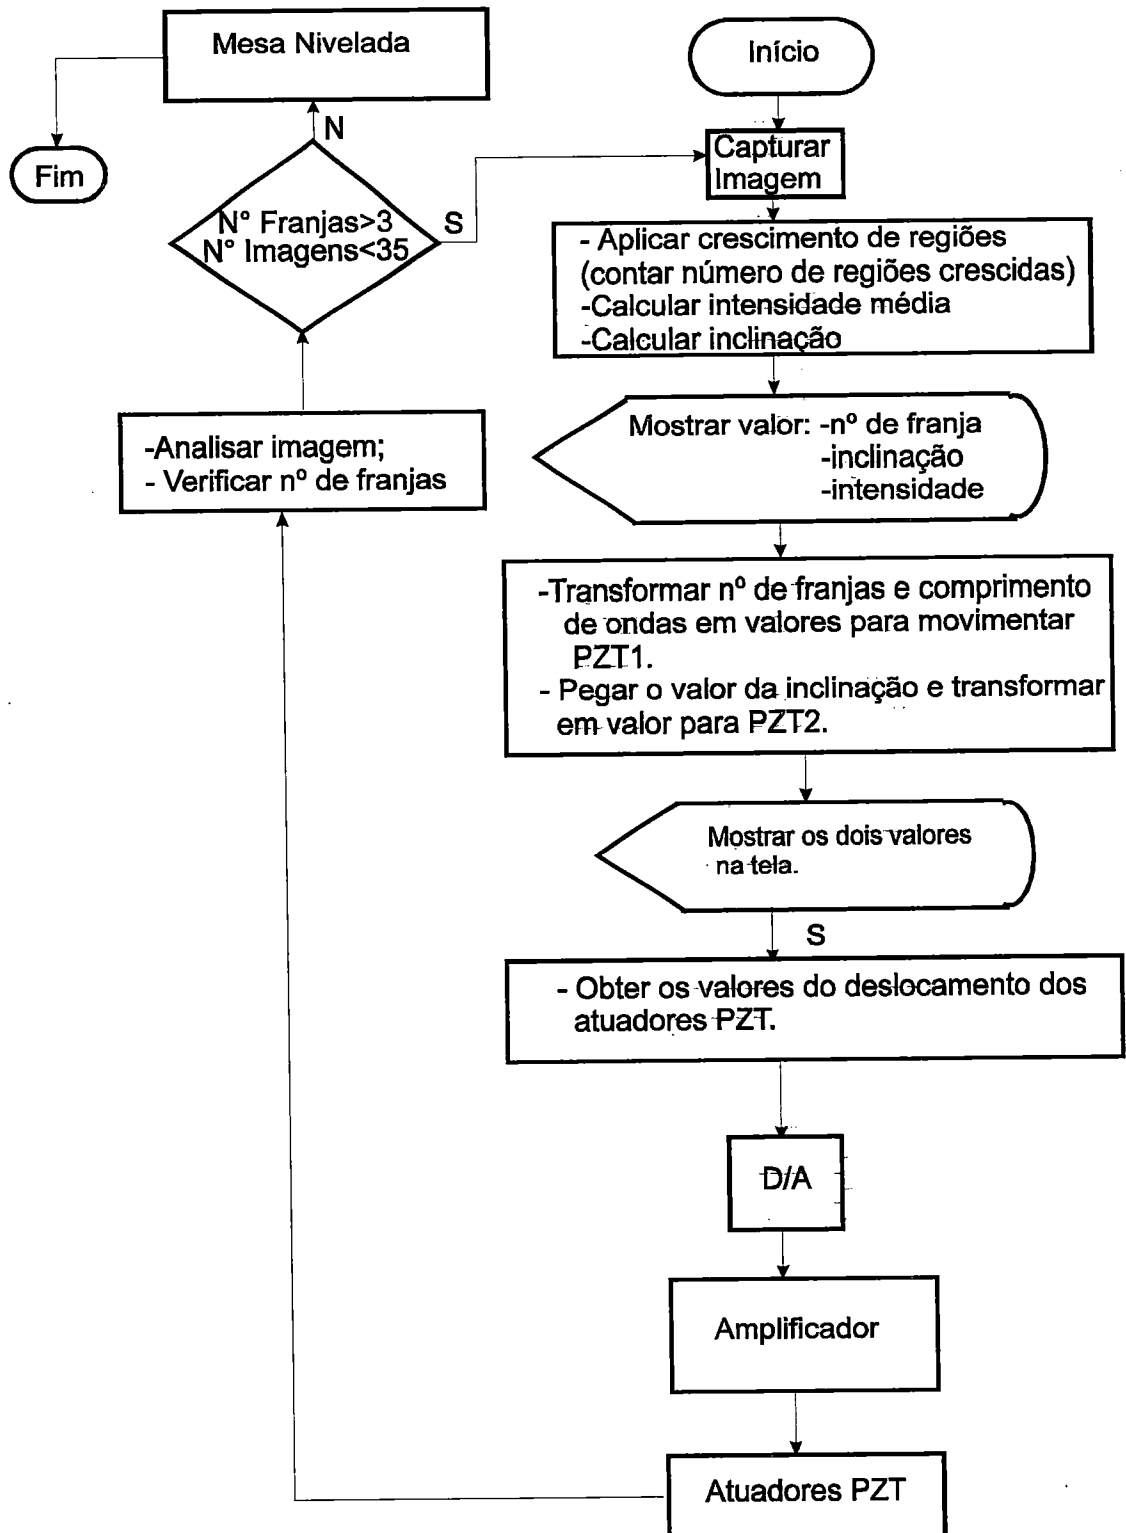 Início
Capturar
Imagem
- Aplicar crescimento de regiões
(contar número de regiões crescidas)
-Calcular intensidade média
-Calcular inclinação
Mostrar valor: -nº de franja
-inclinação
-intensidade
-Transformar nº de franjas e comprimento
de ondas em valores para movimentar
PZT1.
- Pegar o valor da inclinação e transformar
em valor para PZT2.
Mostrar os dois valores
na tela.
S
- Obter os valores do deslocamento dos
atuadores PZT.
D/A
Amplificador
Atuadores PZT
-Analisar imagem;
- Verificar nº de franjas
N° Franjas>3
N° Imagens<35
S
N
Mesa Nivelada
Fim